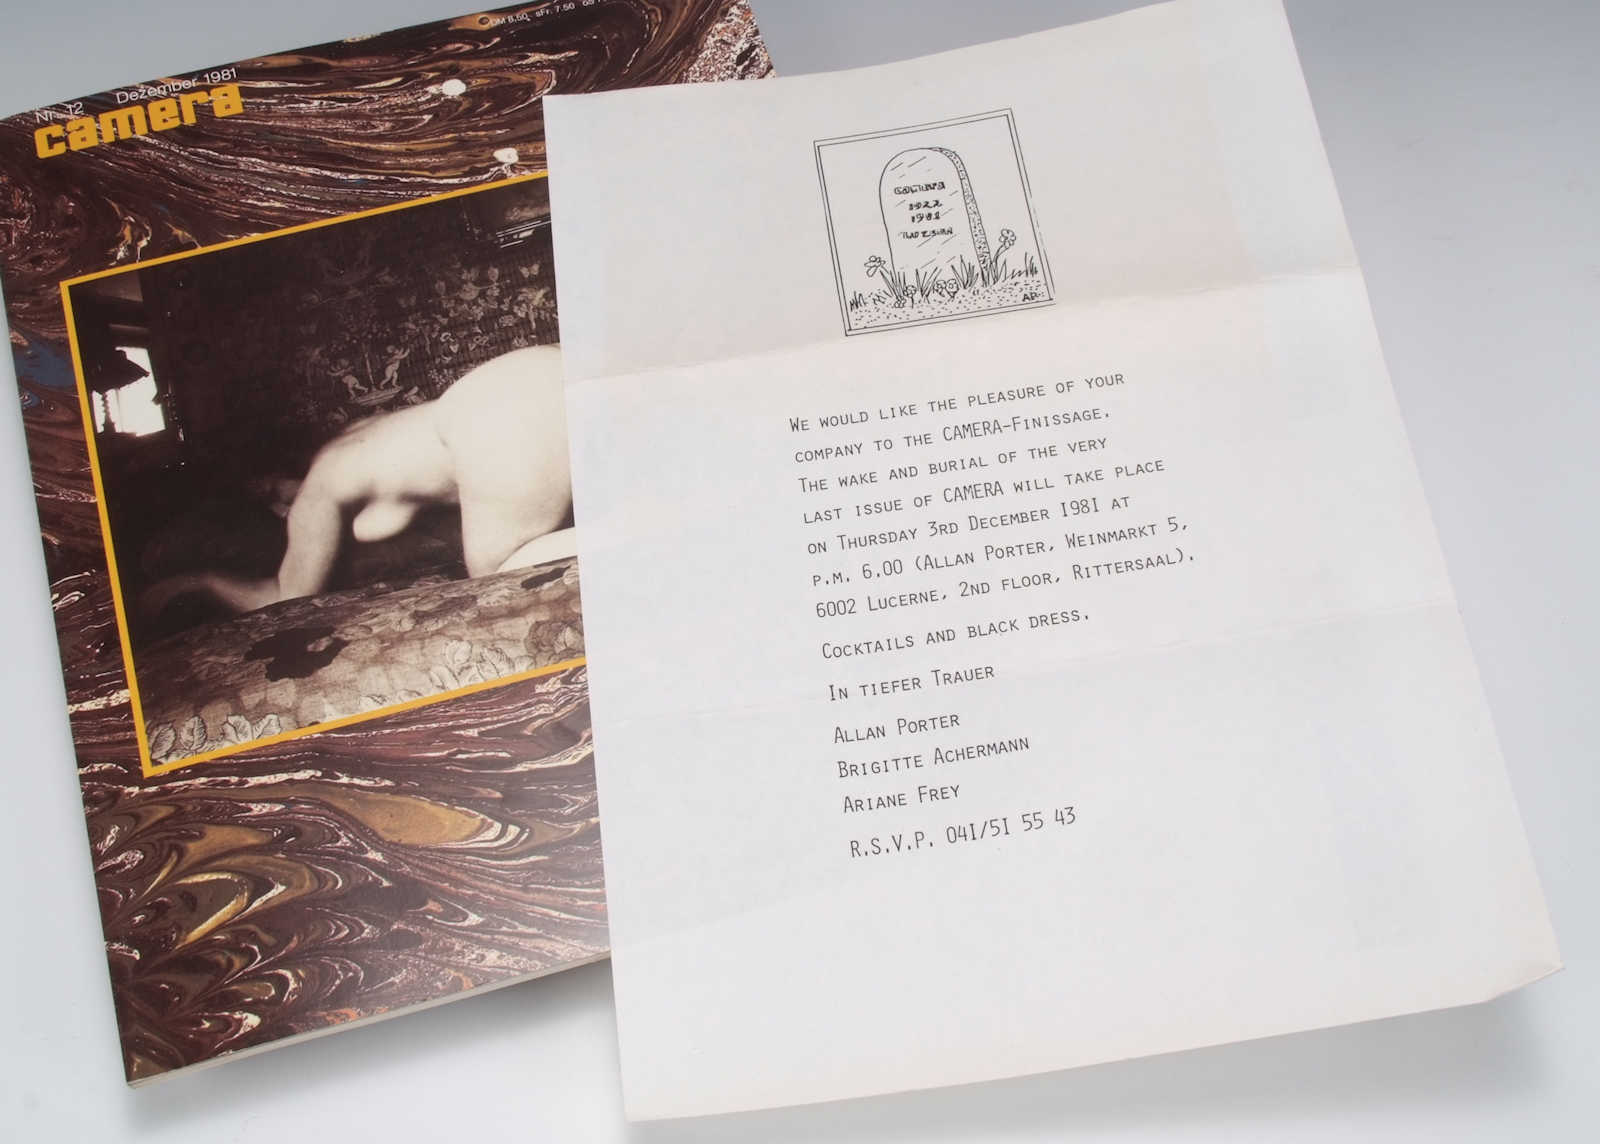 Nr. 12 Dezember 1981
DM 8,50 sFr. 7.50
camera
camera
1922
1981
AP.
We would like the pleasure of your
company to the CAMERA-Finissage.
The wake and burial of the very
last issue of CAMERA will take place
on Thursday 3rd December 1981 at
p.m. 6.00 (Allan Porter, Weinmarkt 5,
6002 Lucerne, 2nd floor, Rittersaal).
Cocktails and black dress.
In tiefer Trauer
Allan Porter
Brigitte Achermann
Ariane Frey
R.S.V.P. 041/51 55 43